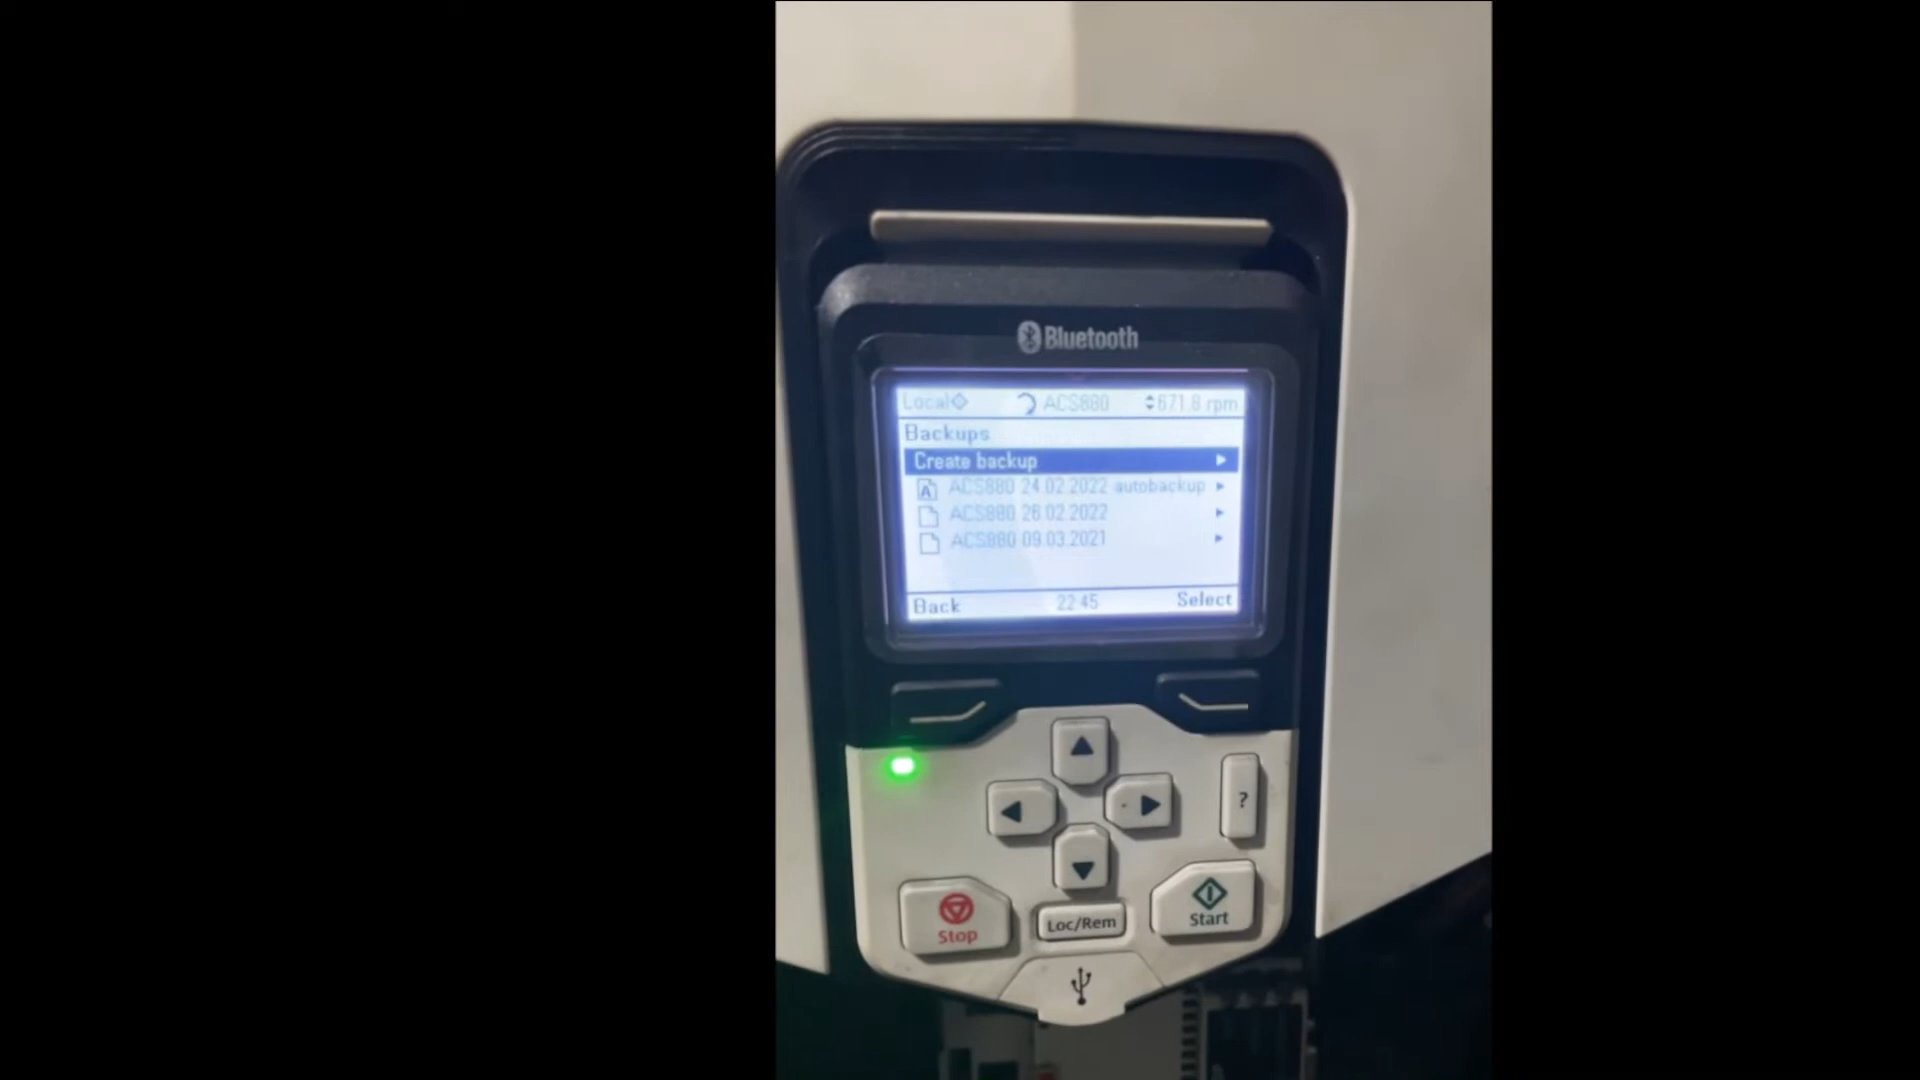 Bluetooth
Local ACS880 671.8 rpm
Backups
Create backup
A ACS880 24.02.2022 autobackup
ACS880 26.02.2022
ACS880 09.03.2021
Back 22:45 Select
?
Stop Loc/Rem Start